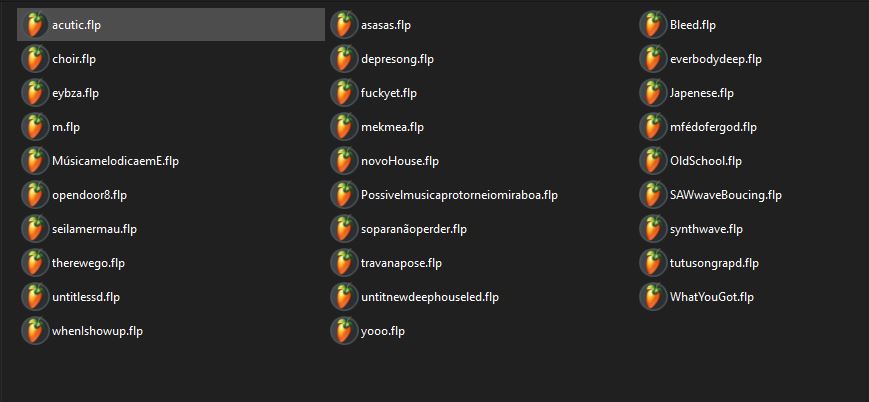 acutic.flp
asasas.flp
Bleed.flp
choir.flp
depresong.flp
everbodydeep.flp
eybza.flp
fuckyet.flp
Japenese.flp
m.flp
mekmea.flp
mfédofergod.flp
MúsicamelodicaemE.flp
novoHouse.flp
OldSchool.flp
opendoor8.flp
Possivelmusicaprotorneiomiraboa.flp
SAWwaveBoucing.flp
seilamermau.flp
soparanãoperder.flp
synthwave.flp
therewego.flp
travanapose.flp
tutusongrapd.flp
untitlessd.flp
untitnewdeephouseled.flp
WhatYouGot.flp
whenIshowup.flp
yooo.flp